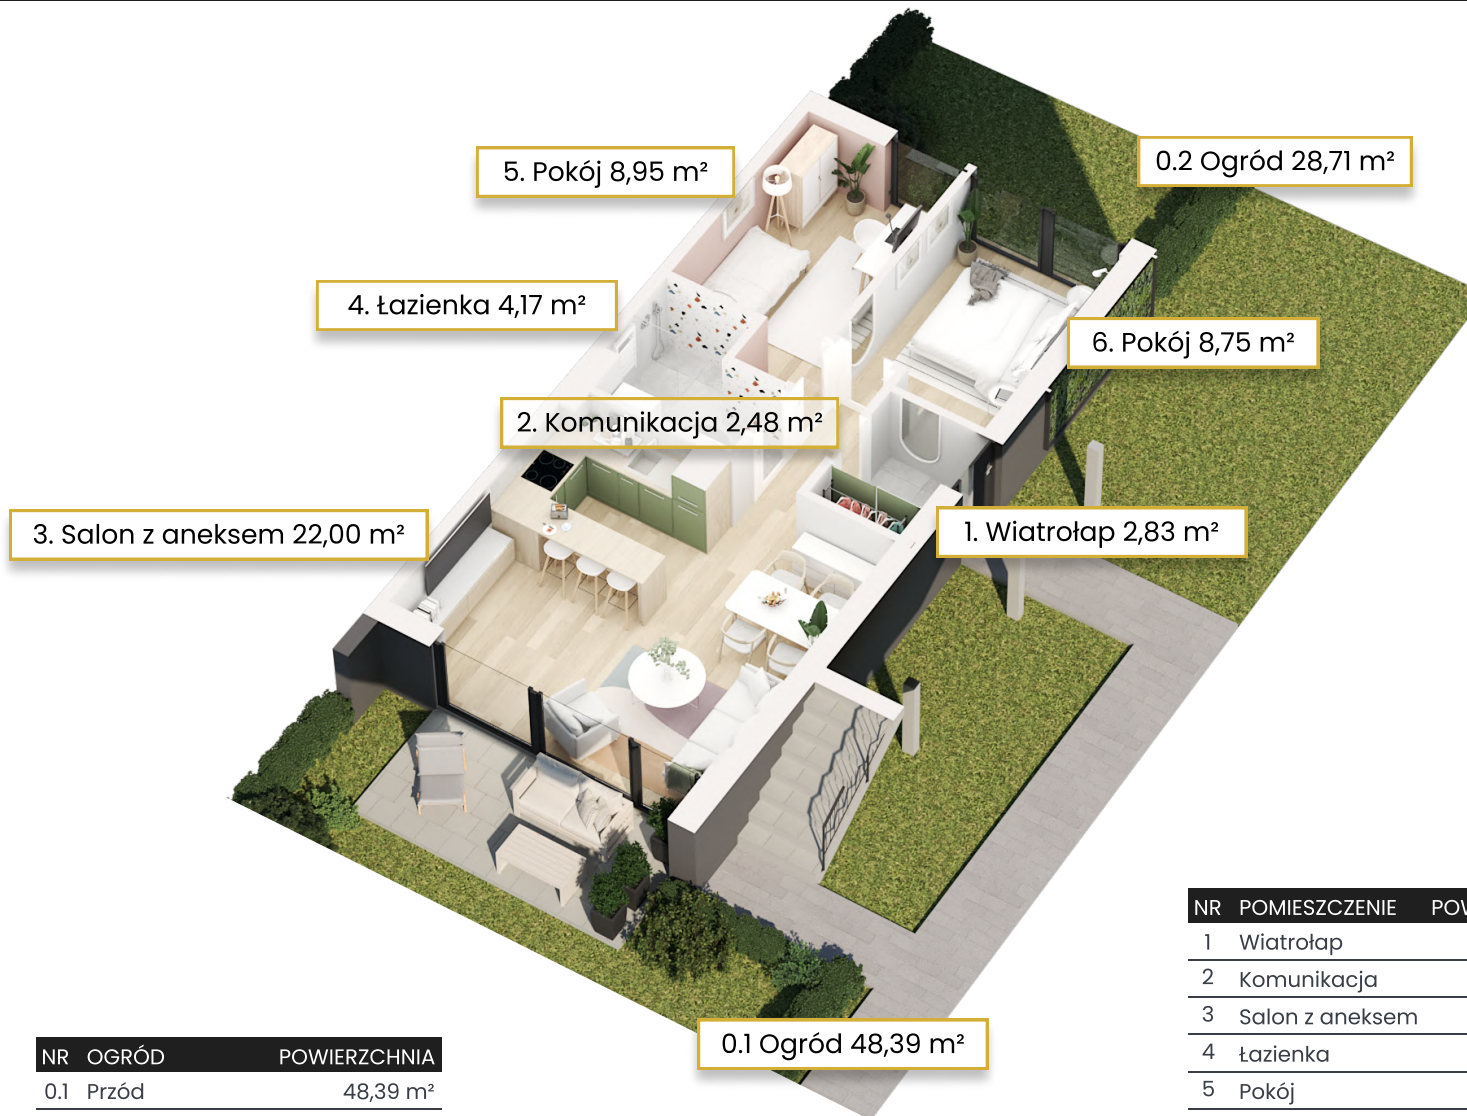 5. Pokój 8,95 m²
0.2 Ogród 28,71 m²
4. Łazienka 4,17 m²
6. Pokój 8,75 m²
2. Komunikacja 2,48 m²
3. Salon z aneksem 22,00 m²
1. Wiatrołap 2,83 m²
0.1 Ogród 48,39 m²
NR OGRÓD POWIERZCHNIA
0.1 Przód 48,39 m²
NR POMIESZCZENIE
1 Wiatrołap
2 Komunikacja
3 Salon z aneksem
4 Łazienka
5 Pokój